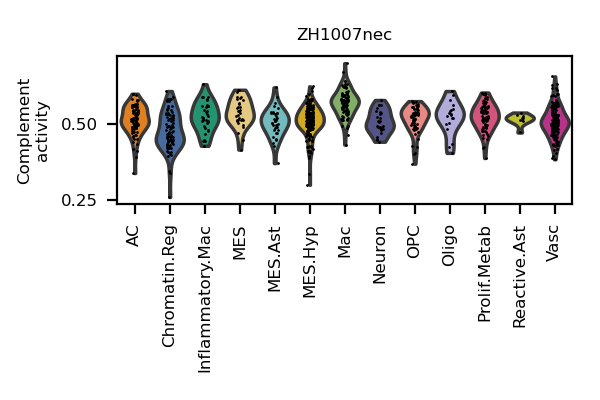 ZH1007nec
Complement
activity
0.50
0.25
AC
Chromatin.Reg
Inflammatory.Mac
MES
MES.Ast
MES.Hyp
Mac
Neuron
OPC
Oligo
Prolif.Metab
Reactive.Ast
Vasc